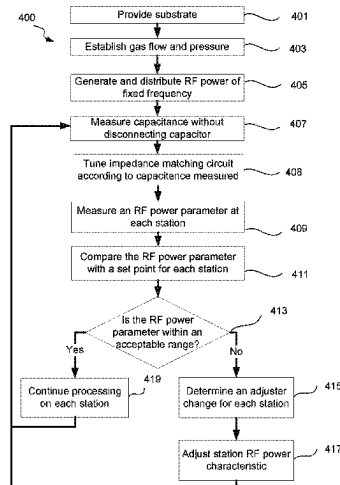 400
Provide substrate
401
Establish gas flow and pressure
403
Generate and distribute RF power of
fixed frequency
405
Measure capacitance without
disconnecting capacitor
407
Tune impedance matching circuit
according to capacitance measured
408
Measure an RF power parameter at
each station
409
Compare the RF power parameter
with a set point for each station
411
Is the RF power
parameter within an
acceptable range?
413
Yes
No
Continue processing
on each station
419
Determine an adjuster
change for each station
415
Adjust station RF power
characteristic
417